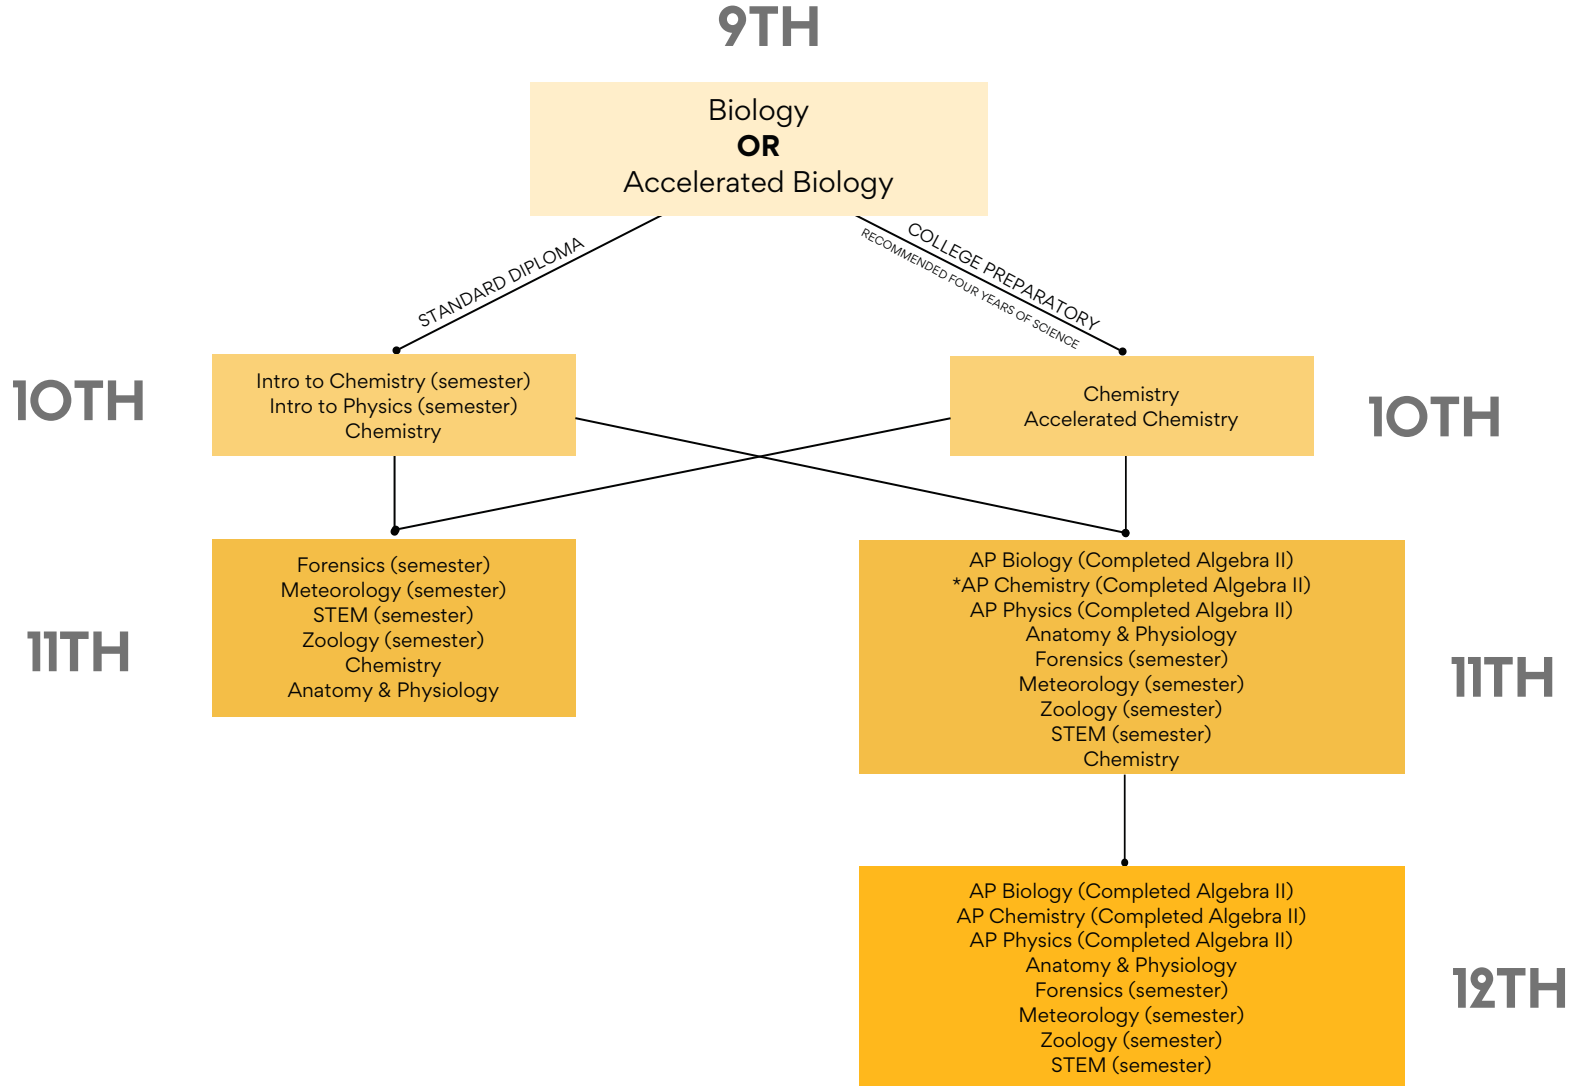 9TH
Biology
OR
Accelerated Biology
STANDARD DIPLOMA
COLLEGE PREPARATORY
RECOMMENDED FOUR YEARS OF SCIENCE
10TH
Intro to Chemistry (semester)
Intro to Physics (semester)
Chemistry
Chemistry
Accelerated Chemistry
10TH
11TH
Forensics (semester)
Meteorology (semester)
STEM (semester)
Zoology (semester)
Chemistry
Anatomy & Physiology
AP Biology (Completed Algebra II)
*AP Chemistry (Completed Algebra II)
AP Physics (Completed Algebra II)
Anatomy & Physiology
Forensics (semester)
Meteorology (semester)
Zoology (semester)
STEM (semester)
Chemistry
11TH
AP Biology (Completed Algebra II)
AP Chemistry (Completed Algebra II)
AP Physics (Completed Algebra II)
Anatomy & Physiology
Forensics (semester)
Meteorology (semester)
Zoology (semester)
STEM (semester)
12TH